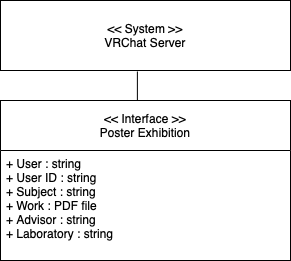 << System >>
VRChat Server
<< Interface >>
Poster Exhibition
+ User : string
+ User ID : string
+ Subject : string
+ Work : PDF file
+ Advisor : string
+ Laboratory : string